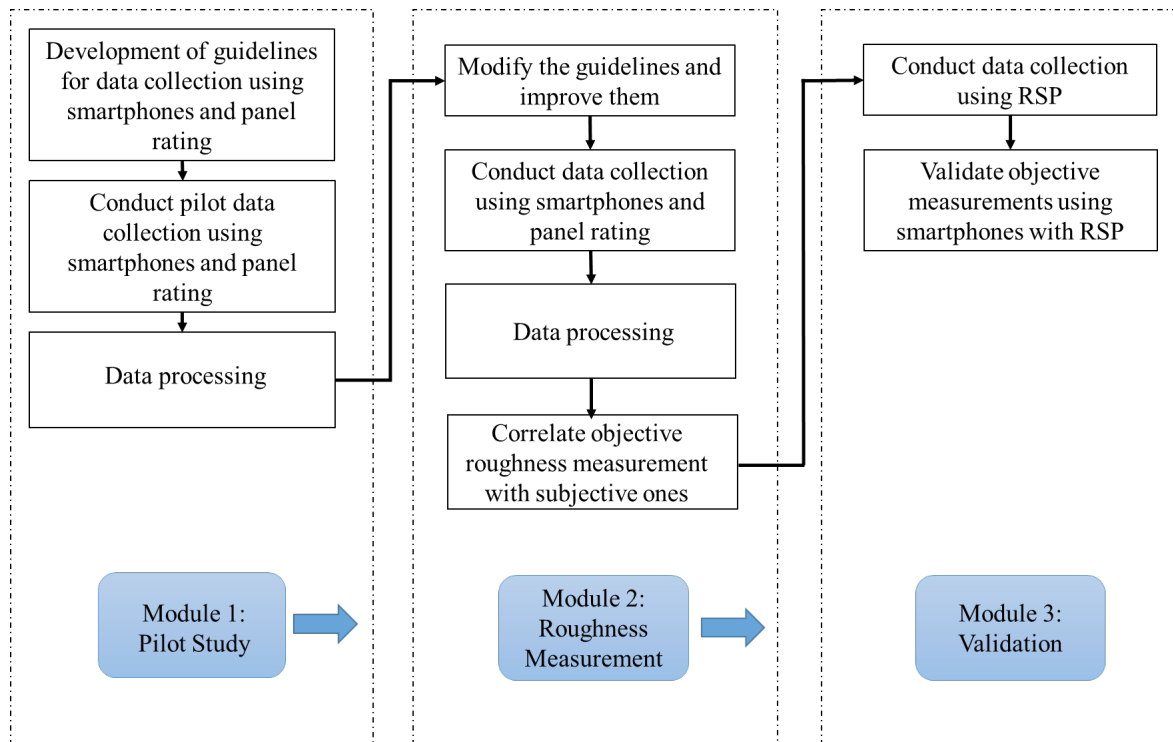 Development of guidelines
for data collection using
smartphones and panel
rating
Conduct pilot data
collection using
smartphones and panel
rating
Data processing
Module 1:
Pilot Study
Modify the guidelines and
improve them
Conduct data collection
using smartphones and
panel rating
Data processing
Correlate objective
roughness measurement
with subjective ones
Module 2:
Roughness
Measurement
Conduct data collection
using RSP
Validate objective
measurements using
smartphones with RSP
Module 3:
Validation